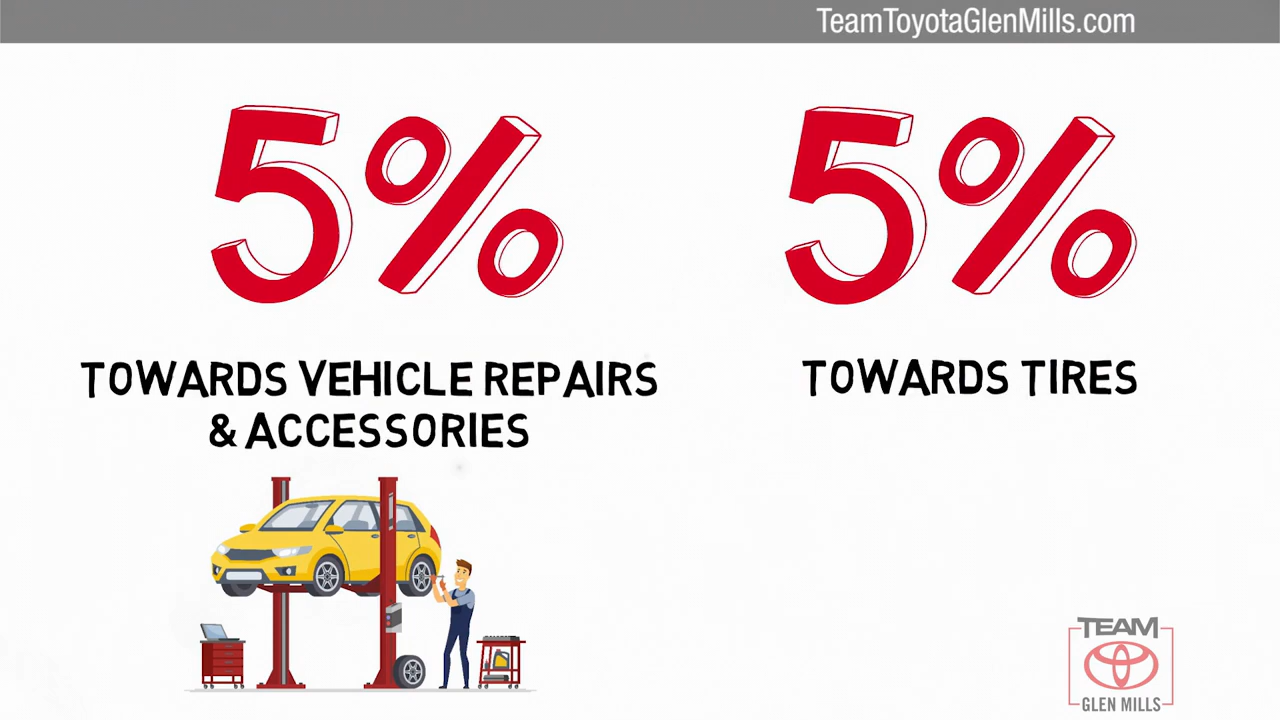 TeamToyotaGlenMills.com
5%
5%
TOWARDS VEHICLE REPAIRS
& ACCESSORIES
TOWARDS TIRES
TEAM
GLEN MILLS